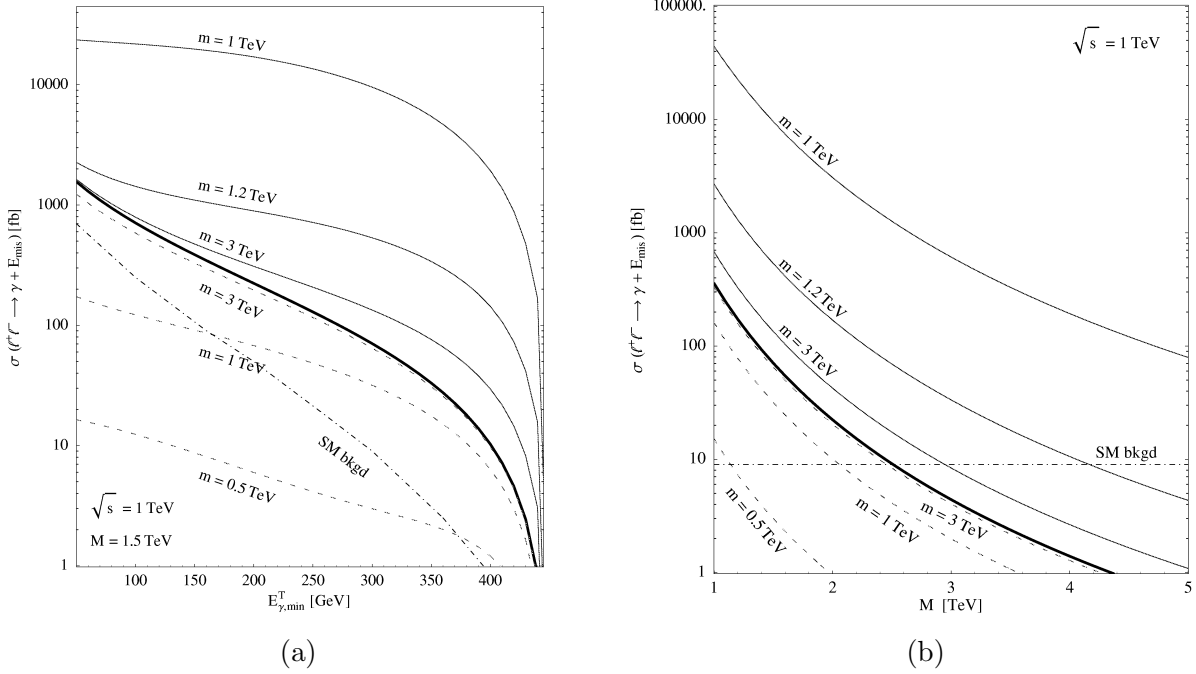 σ (ℓ⁺ℓ⁻ ⟶ γ + E_mis) [fb]
10000
1000
100
10
1
m = 1 TeV
m = 1.2 TeV
m = 3 TeV
m = 3 TeV
m = 1 TeV
SM bkgd
m = 0.5 TeV
√s = 1 TeV
M = 1.5 TeV
100 150 200 250 300 350 400
E^T_γ,min [GeV]
(a)
σ (ℓ⁺ℓ⁻ ⟶ γ + E_mis) [fb]
100000.
10000
1000
100
10
1
√s = 1 TeV
m = 1 TeV
m = 1.2 TeV
m = 3 TeV
SM bkgd
m = 3 TeV
m = 1 TeV
m = 0.5 TeV
1 2 3 4 5
M [TeV]
(b)